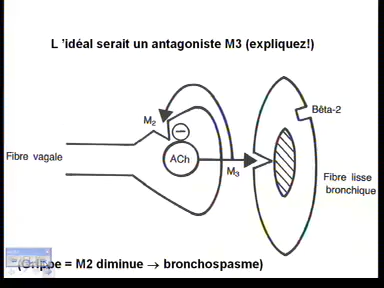 L 'idéal serait un antagoniste M3 (expliquez!)
M2
Bêta-2
Fibre vagale
ACh
M3
Fibre lisse
bronchique
(Grippe = M2 diminue → bronchospasme)